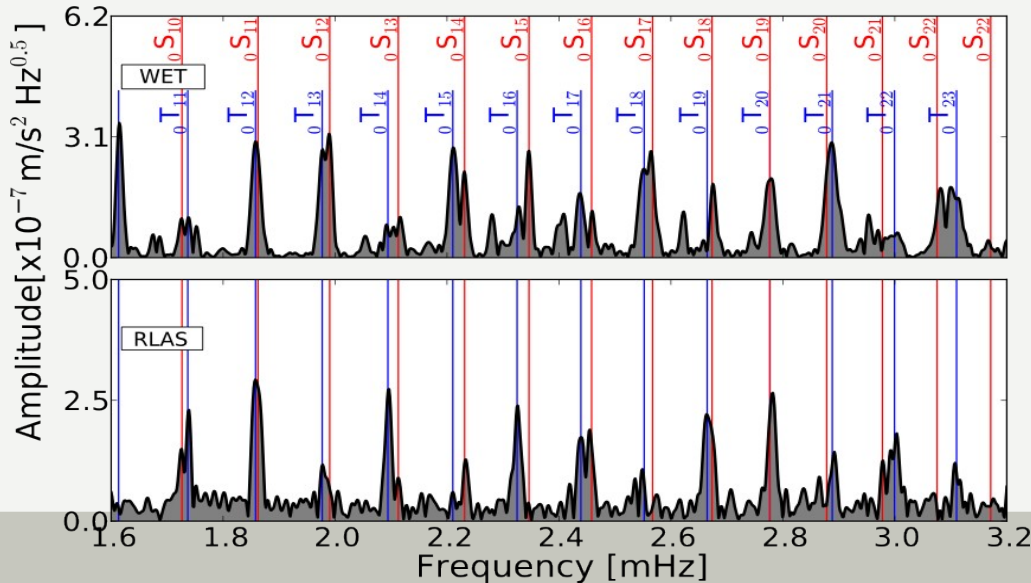 6.2
3.1
0.0
WET
₀S₁₀ ₀S₁₁ ₀S₁₂ ₀S₁₃ ₀S₁₄ ₀S₁₅ ₀S₁₆ ₀S₁₇ ₀S₁₈ ₀S₁₉ ₀S₂₀ ₀S₂₁ ₀S₂₂ ₀S₂₂
₀T₁₁ ₀T₁₂ ₀T₁₃ ₀T₁₄ ₀T₁₅ ₀T₁₆ ₀T₁₇ ₀T₁₈ ₀T₁₉ ₀T₂₀ ₀T₂₁ ₀T₂₂ ₀T₂₃
Amplitude[x10⁻⁷m/s² Hz⁰·⁵]
5.0
2.5
0.0
RLAS
1.6 1.8 2.0 2.2 2.4 2.6 2.8 3.0 3.2
Frequency [mHz]